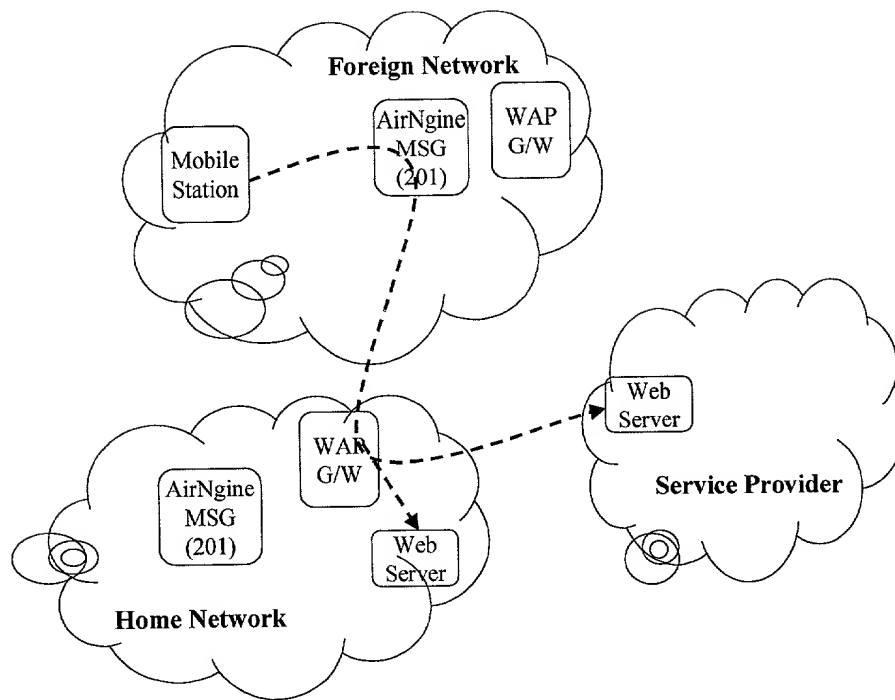 Foreign Network
AirNgine
MSG
(201)
WAP
G/W
Mobile
Station
Web
Server
Service Provider
WAP
G/W
AirNgine
MSG
(201)
Web
Server
Home Network